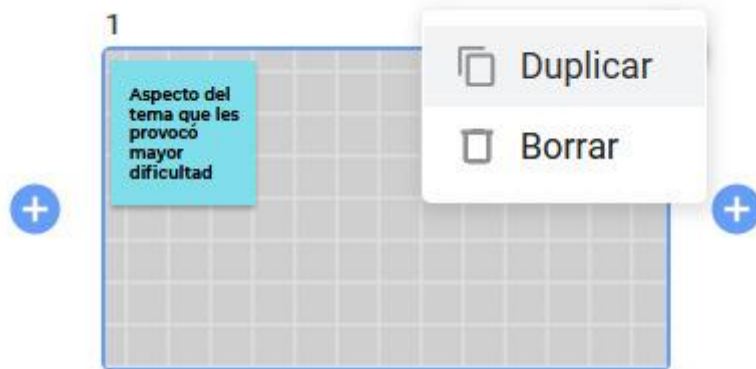 1
Aspecto del
tema que les
provocó
mayor
dificultad
Duplicar
Borrar